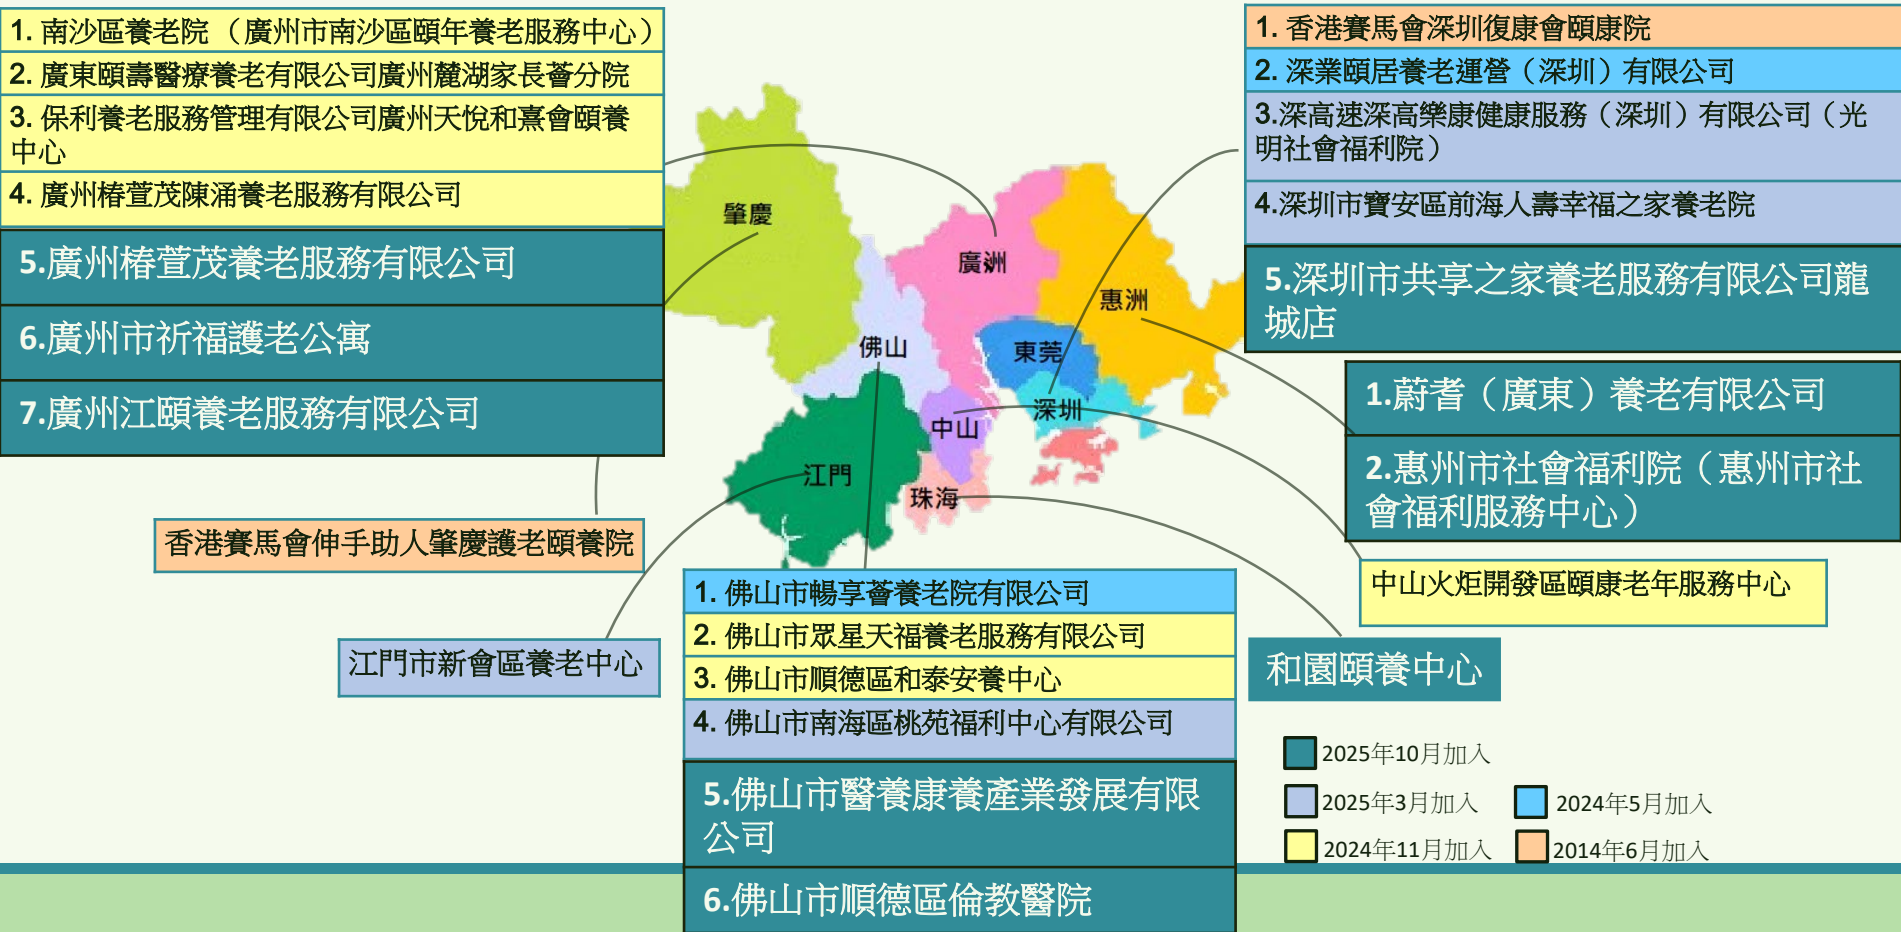 1. 南沙區養老院 （廣州市南沙區頤年養老服務中心）
2. 廣東頤壽醫療養老有限公司廣州麓湖家長薈分院
3. 保利養老服務管理有限公司廣州天悅和熹會頤養
中心
4. 廣州椿萱茂陳涌養老服務有限公司
5.廣州椿萱茂養老服務有限公司
6.廣州市祈福護老公寓
7.廣州江頤養老服務有限公司
香港賽馬會伸手助人肇慶護老頤養院
江門市新會區養老中心
肇慶
廣洲
惠洲
佛山
東莞
深圳
中山
江門
珠海
1. 佛山市暢享薈養老院有限公司
2. 佛山市眾星天福養老服務有限公司
3. 佛山市順德區和泰安養中心
4. 佛山市南海區桃苑福利中心有限公司
5.佛山市醫養康養產業發展有限
公司
6.佛山市順德區倫教醫院
1. 香港賽馬會深圳復康會頤康院
2. 深業頤居養老運營（深圳）有限公司
3.深高速深高樂康健康服務（深圳）有限公司（光
明社會福利院）
4.深圳市寶安區前海人壽幸福之家養老院
5.深圳市共享之家養老服務有限公司龍
城店
1.蔚耆（廣東）養老有限公司
2.惠州市社會福利院（惠州市社
會福利服務中心）
中山火炬開發區頤康老年服務中心
和園頤養中心
2025年10月加入
2025年3月加入
2024年5月加入
2024年11月加入
2014年6月加入